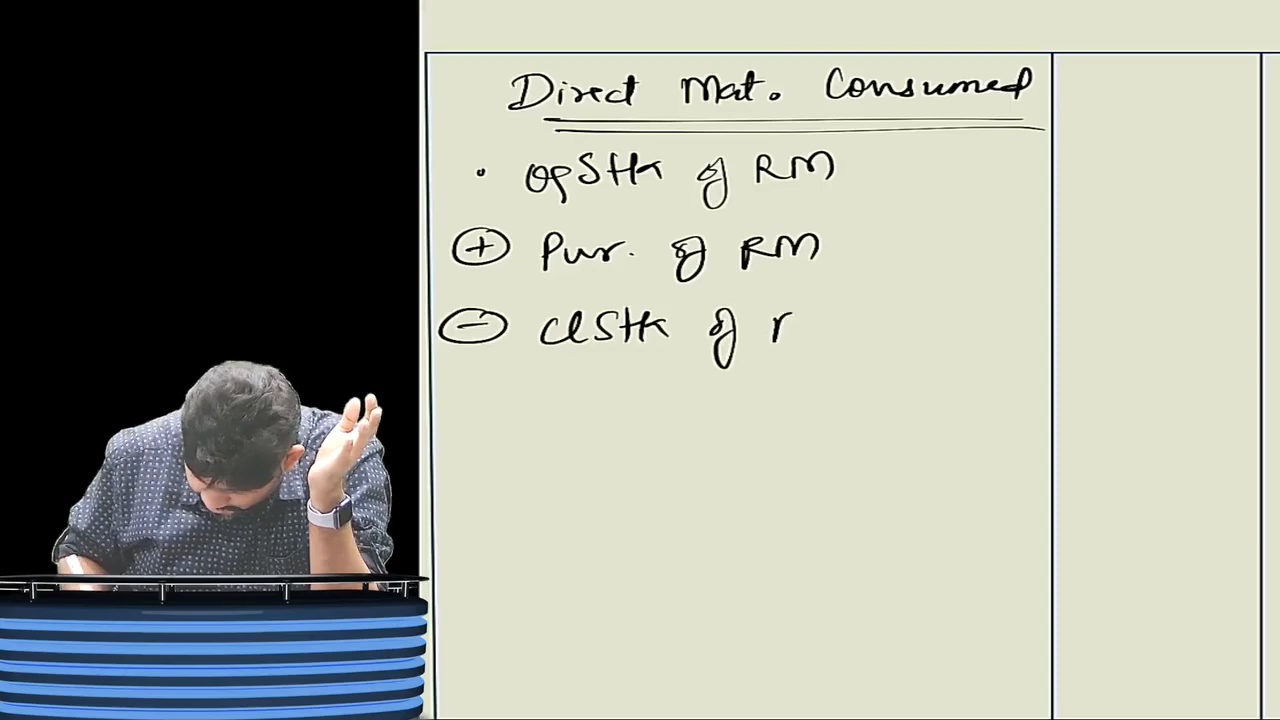 Direct Mat. Consumed
• OpStk of RM
+ Pur. of RM
- ClStk of r